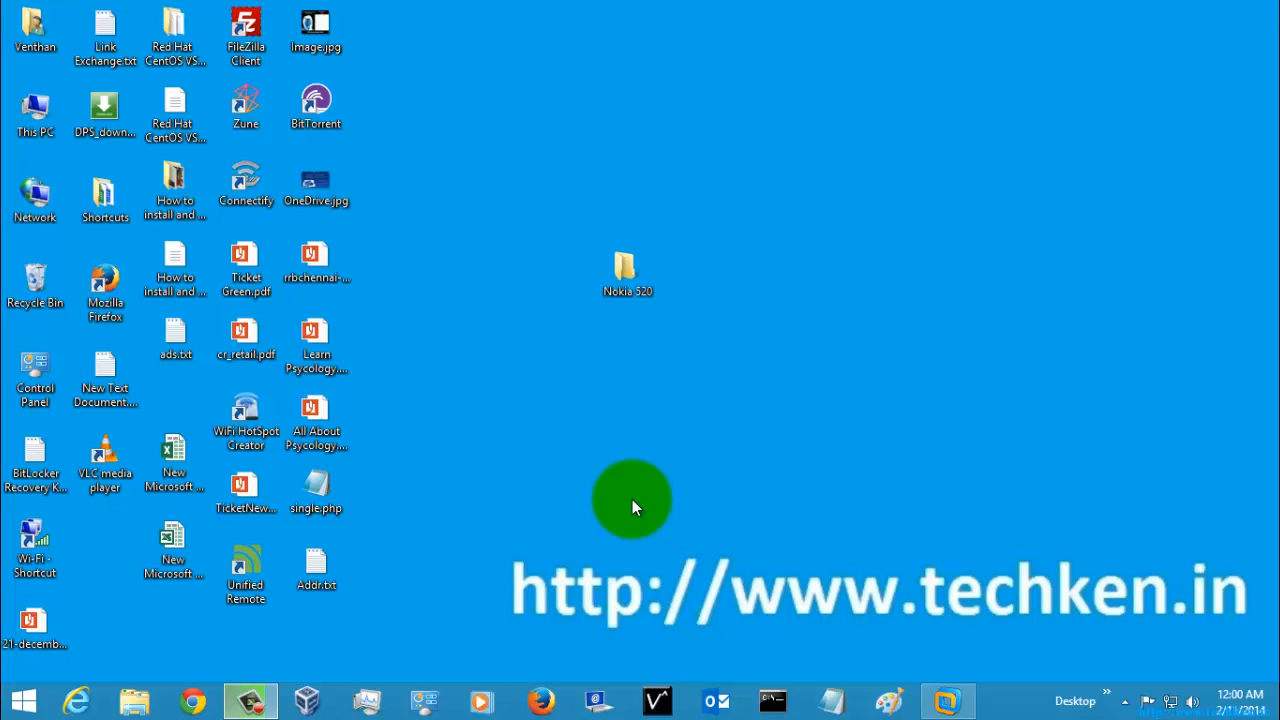 Venthan
Link
Exchange.txt
Red Hat
CentOS VS...
FileZilla
Client
Image.jpg
This PC
DPS_down...
Red Hat
CentOS VS...
Zune
BitTorrent
Network
Shortcuts
How to
install and ...
Connectify
OneDrive.jpg
Recycle Bin
Mozilla
Firefox
How to
install and ...
Ticket
Green.pdf
rrbchennai-...
Nokia 520
Control
Panel
New Text
Document....
ads.txt
cr_retail.pdf
Learn
Psycology....
BitLocker
Recovery K...
VLC media
player
New
Microsoft ...
WiFi HotSpot
Creator
All About
Psycology....
TicketNew...
single.php
Wi-Fi -
Shortcut
New
Microsoft ...
Unified
Remote
Addr.txt
21-decemb...
http://www.techken.in
Desktop
12:00 AM
2/11/2014